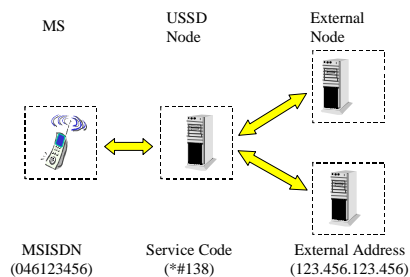 MS
USSD
Node
External
Node
MSISDN
(046123456)
Service Code
(*#138)
External Address
(123.456.123.456)